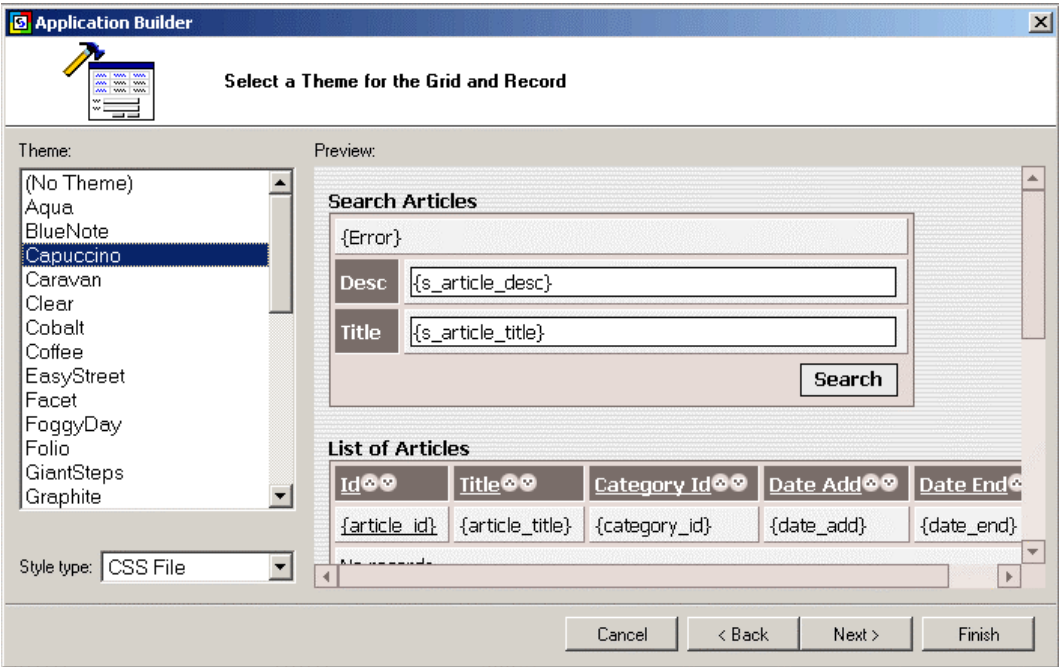 Application Builder
Select a Theme for the Grid and Record
Theme:
(No Theme)
Aqua
BlueNote
Capuccino
Caravan
Clear
Cobalt
Coffee
EasyStreet
Facet
FoggyDay
Folio
GiantSteps
Graphite
Style type: CSS File
Preview:
Search Articles
{Error}
Desc {s_article_desc}
Title {s_article_title}
Search
List of Articles
Id Title Category Id Date Add Date End
{article_id} {article_title} {category_id} {date_add} {date_end}
No records
Cancel < Back Next > Finish